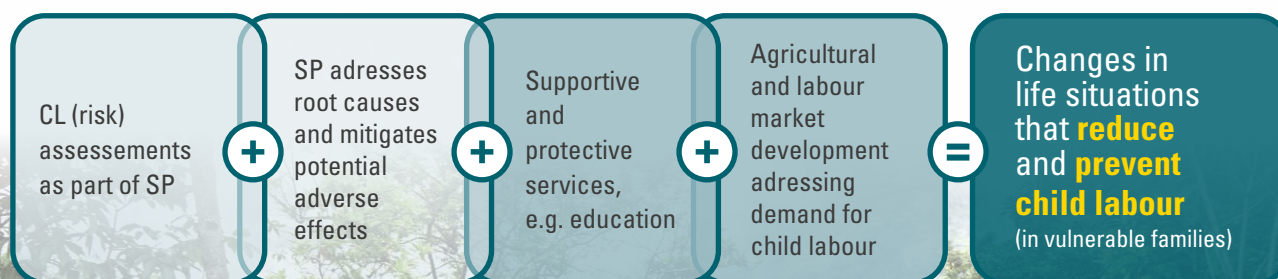 CL (risk)
assessements
as part of SP
+
SP adresses
root causes
and mitigates
potential
adverse
effects
+
Supportive
and
protective
services,
e.g. education
+
Agricultural
and labour
market
development
adressing
demand for
child labour
=
Changes in
life situations
that reduce
and prevent
child labour
(in vulnerable families)